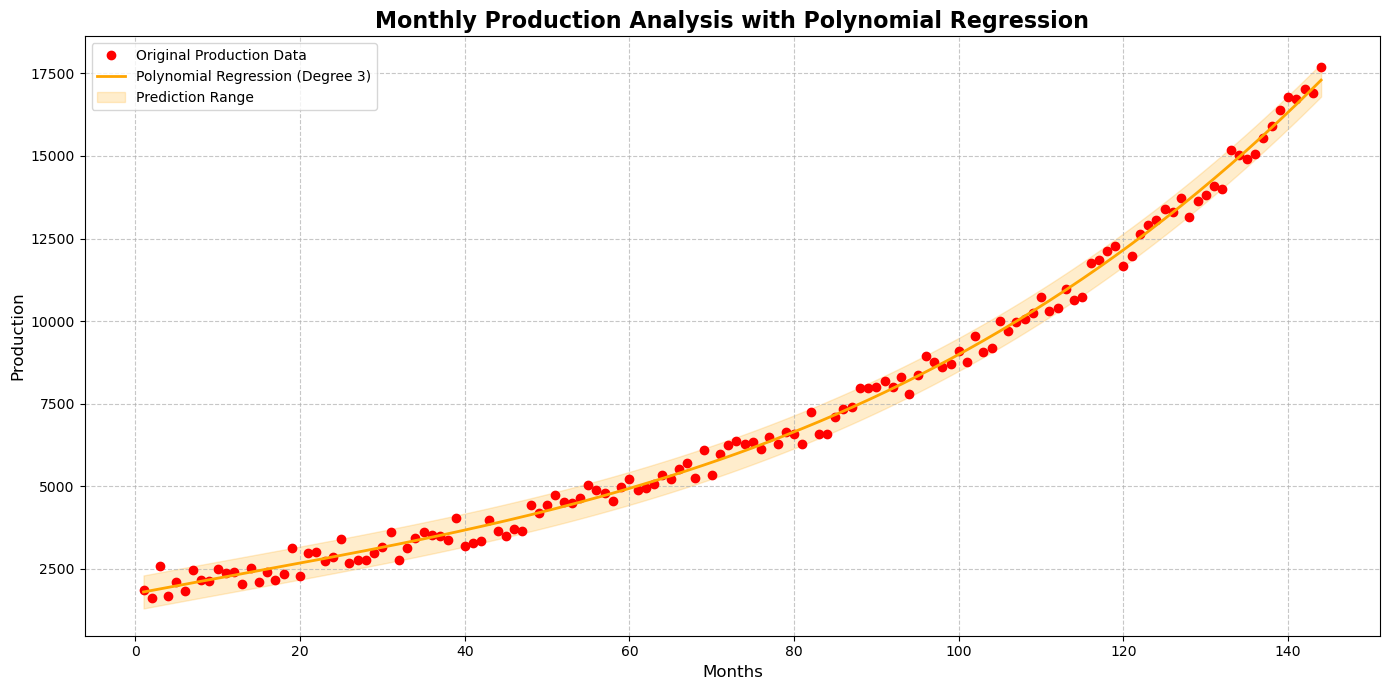 Monthly Production Analysis with Polynomial Regression
Original Production Data
Polynomial Regression (Degree 3)
Prediction Range
17500
15000
12500
10000
7500
5000
2500
Production
0 20 40 60 80 100 120 140
Months